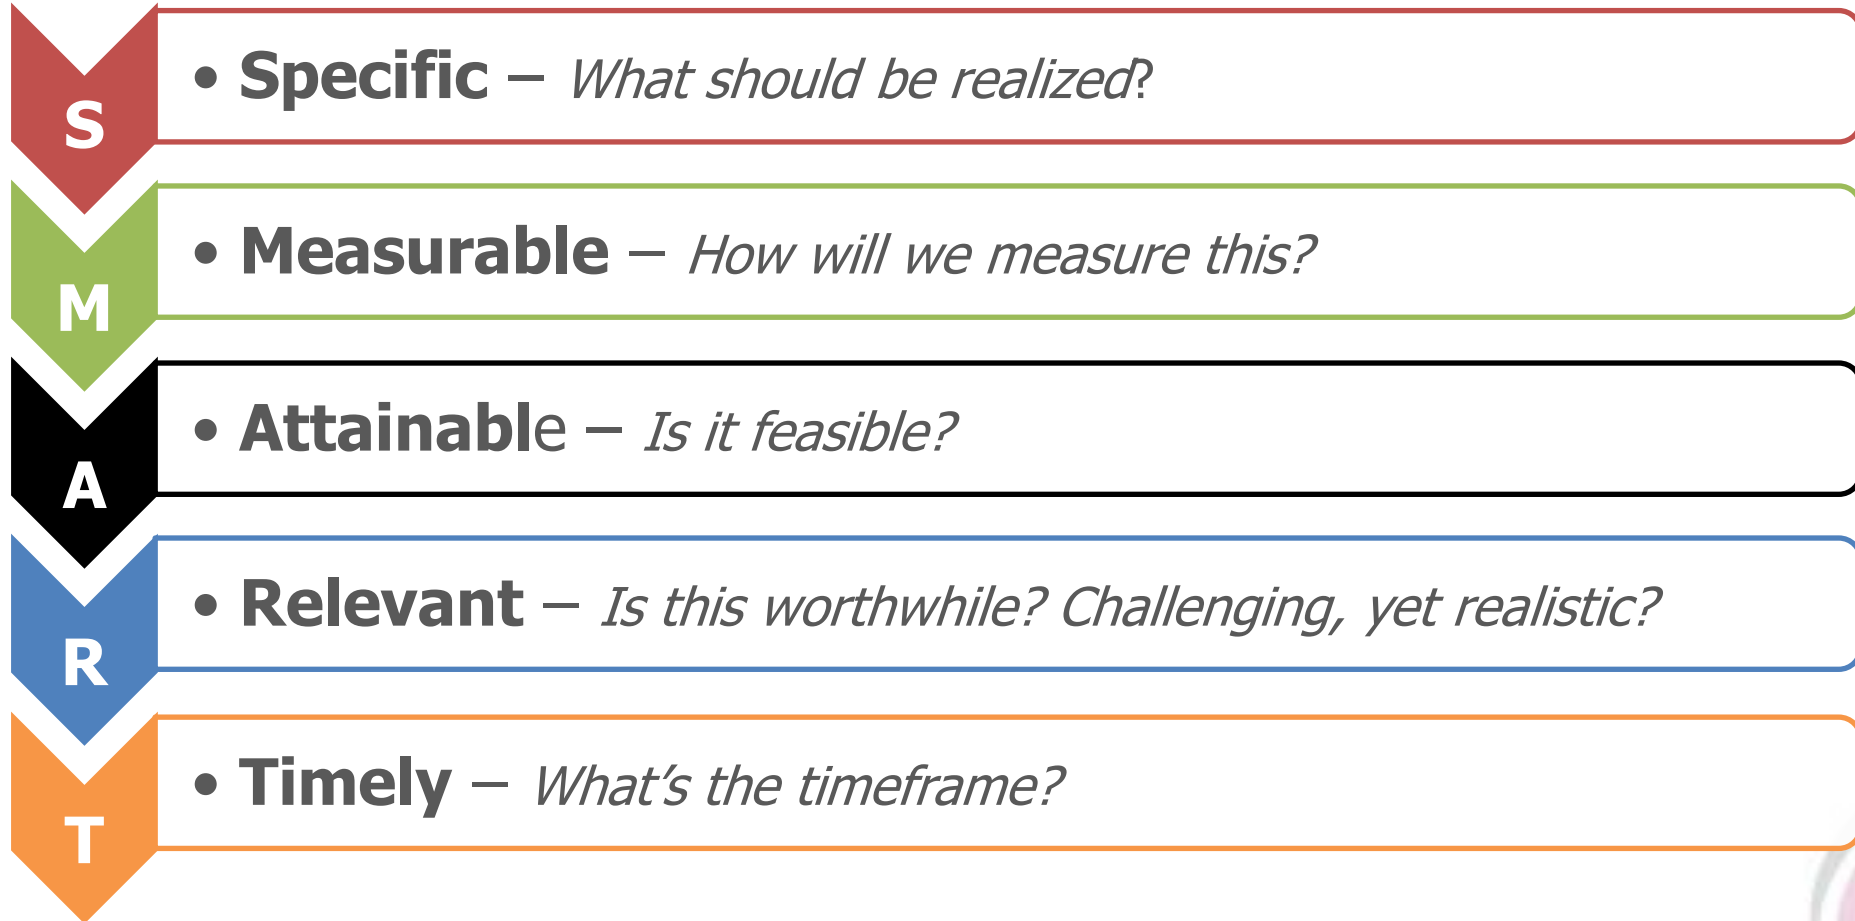 S
• Specific – What should be realized?
M
• Measurable – How will we measure this?
A
• Attainable – Is it feasible?
R
• Relevant – Is this worthwhile? Challenging, yet realistic?
T
• Timely – What’s the timeframe?